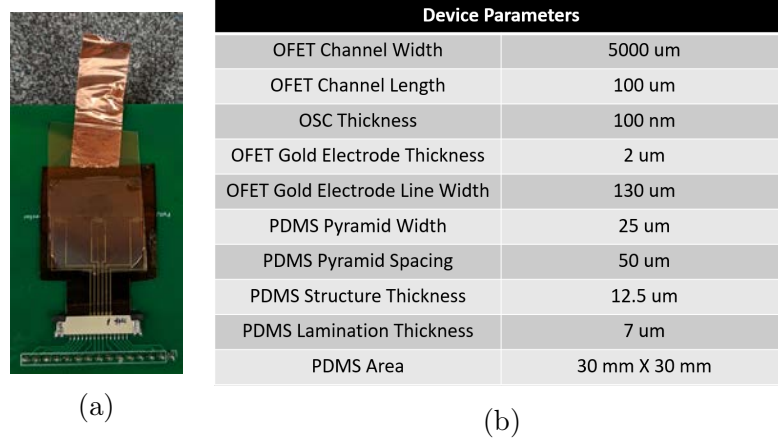 Device Parameters
OFET Channel Width 5000 um
OFET Channel Length 100 um
OSC Thickness 100 nm
OFET Gold Electrode Thickness 2 um
OFET Gold Electrode Line Width 130 um
PDMS Pyramid Width 25 um
PDMS Pyramid Spacing 50 um
PDMS Structure Thickness 12.5 um
PDMS Lamination Thickness 7 um
PDMS Area 30 mm X 30 mm
(a)
(b)